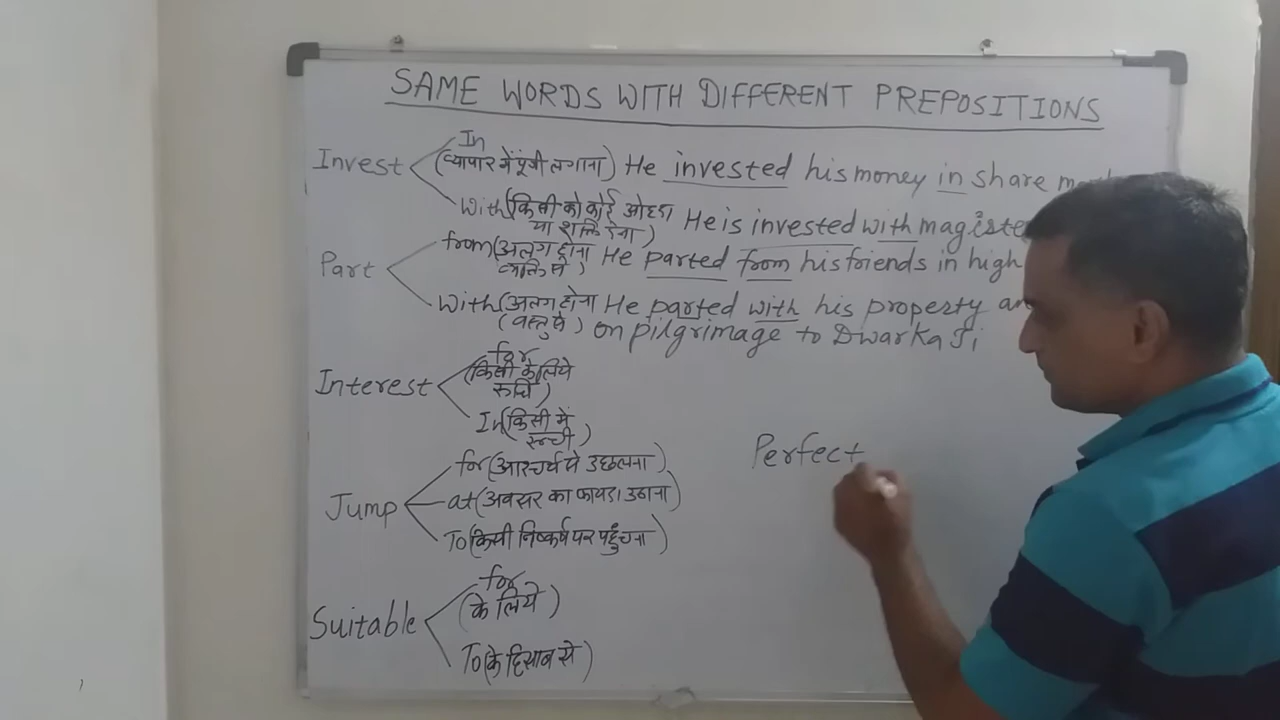 SAME WORDS WITH DIFFERENT PREPOSITIONS
Invest
In
(व्यापार में पूंजी लगाना) He invested his money in share
With (किसी को कोई ओहदा
या शक्ति देना) He is invested with
Part
from (अलग होना
व्यक्ति से) He parted from his friends in high
With (अलग होना
(वस्तु से) He parted with his property
on pilgrimage to Dwarka Ji
Interest
for
(किसी के लिये
रूचि)
In (किसी में
रूची)
Jump
for (आश्चर्य से उछलना)
at (अवसर का फायदा उठाना)
To (किसी निष्कर्ष पर पहुँचना)
Suitable
for
(के लिये)
To (के हिसाब से)
Perfect